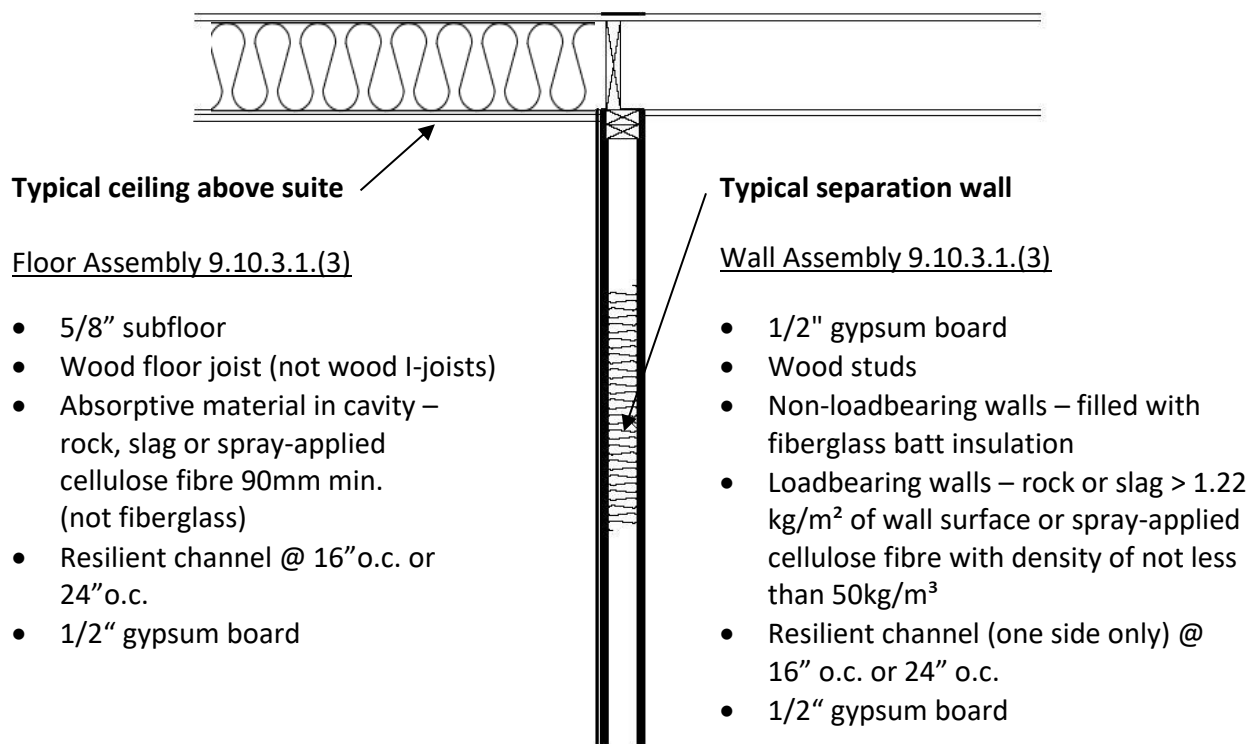 Typical ceiling above suite
Floor Assembly 9.10.3.1.(3)
• 5/8” subfloor
• Wood floor joist (not wood I-joists)
• Absorptive material in cavity –
rock, slag or spray-applied
cellulose fibre 90mm min.
(not fiberglass)
• Resilient channel @ 16”o.c. or
24”o.c.
• 1/2“ gypsum board
Typical separation wall
Wall Assembly 9.10.3.1.(3)
• 1/2" gypsum board
• Wood studs
• Non-loadbearing walls – filled with
fiberglass batt insulation
• Loadbearing walls – rock or slag > 1.22
kg/m² of wall surface or spray-applied
cellulose fibre with density of not less
than 50kg/m³
• Resilient channel (one side only) @
16” o.c. or 24” o.c.
• 1/2“ gypsum board